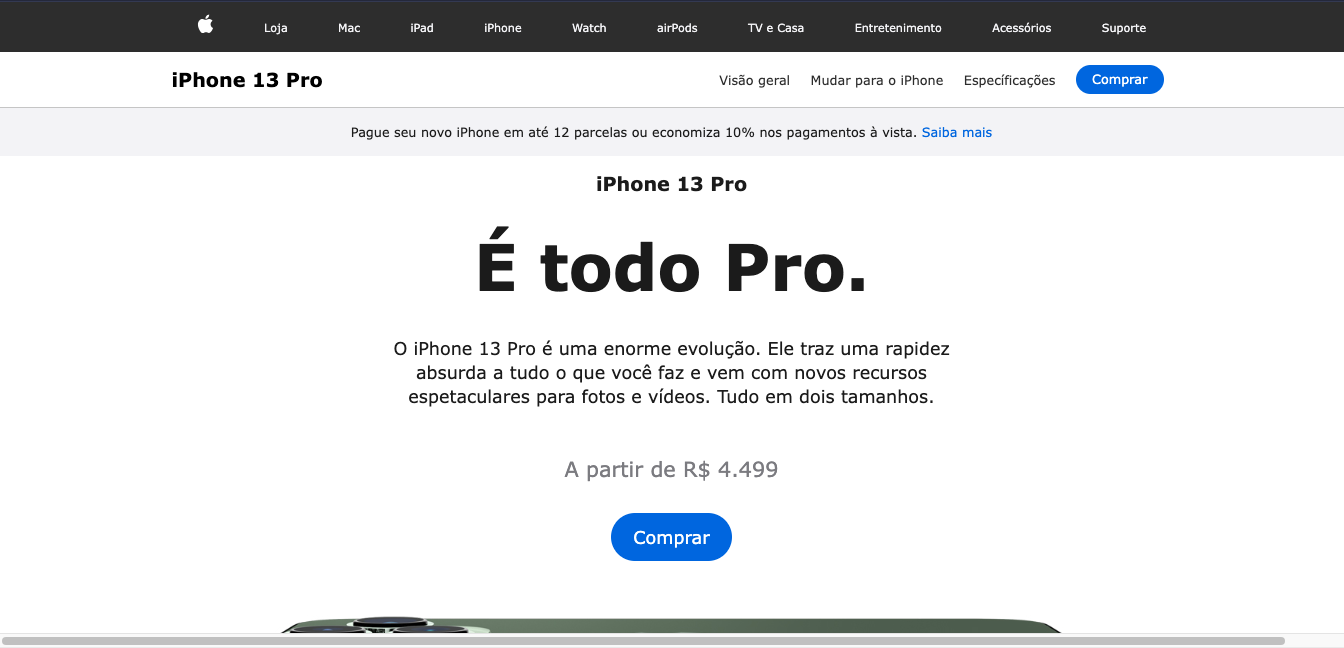 Loja Mac iPad iPhone Watch airPods TV e Casa Entretenimento Acessórios Suporte
iPhone 13 Pro Visão geral Mudar para o iPhone Específicações Comprar
Pague seu novo iPhone em até 12 parcelas ou economiza 10% nos pagamentos à vista. Saiba mais
iPhone 13 Pro
É todo Pro.
O iPhone 13 Pro é uma enorme evolução. Ele traz uma rapidez
absurda a tudo o que você faz e vem com novos recursos
espetaculares para fotos e vídeos. Tudo em dois tamanhos.
A partir de R$ 4.499
Comprar